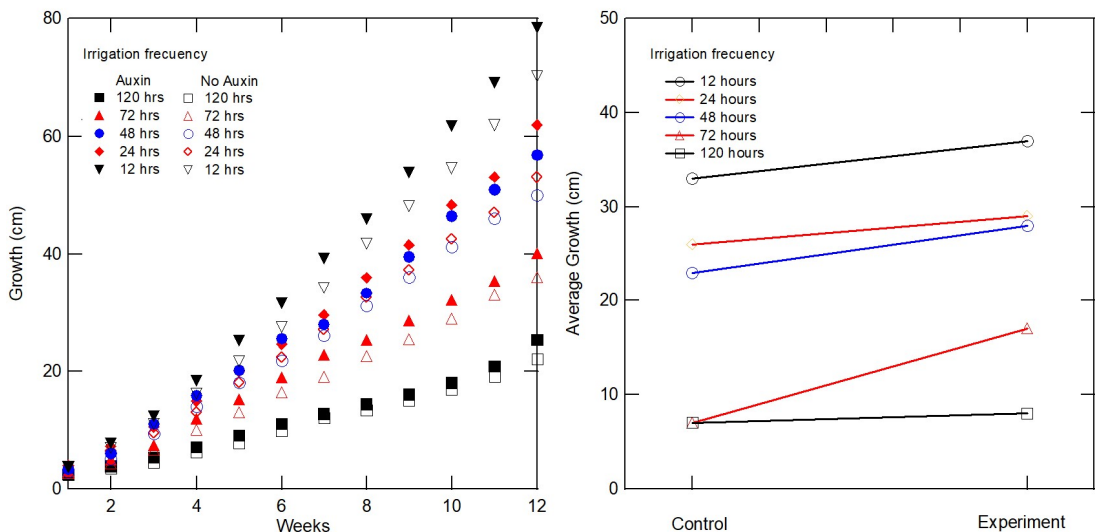 80
60
40
20
0
Growth (cm)
Irrigation frecuency
Auxin No Auxin
120 hrs 120 hrs
72 hrs 72 hrs
48 hrs 48 hrs
24 hrs 24 hrs
12 hrs 12 hrs
2 4 6 8 10 12
Weeks
50
40
30
20
10
0
Average Growth (cm)
Irrigation frequency
12 hours
24 hours
48 hours
72 hours
120 hours
Control Experiment